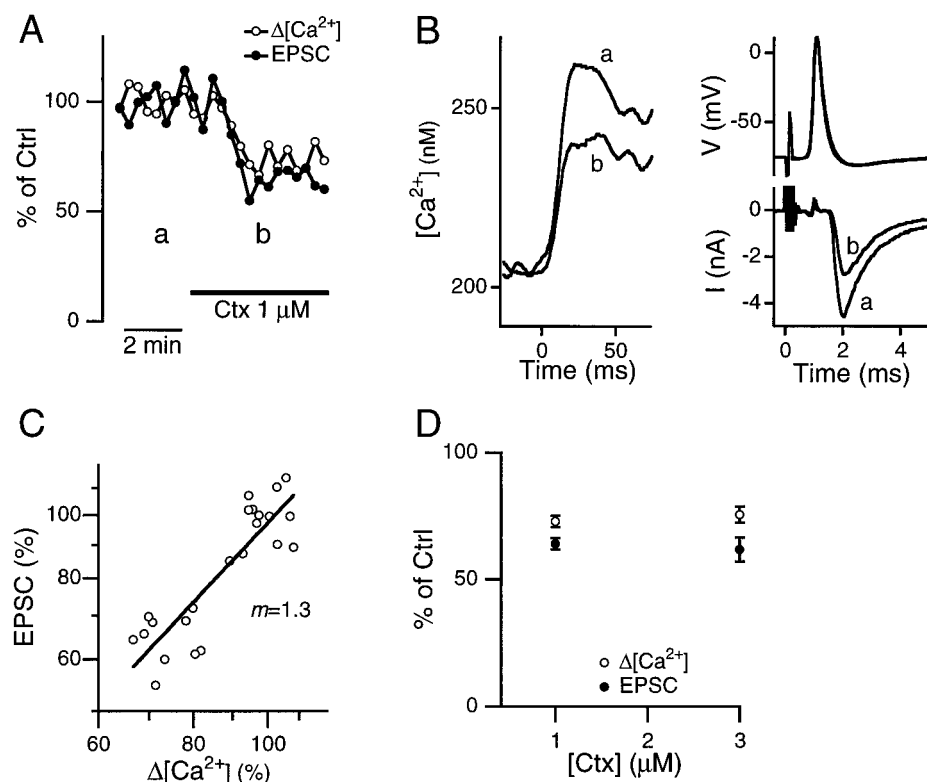 A
Δ[Ca²⁺]
EPSC
% of Ctrl
100
50
0
a
b
Ctx 1 μM
2 min
B
[Ca²⁺] (nM)
250
200
a
b
0
50
Time (ms)
V (mV)
0
-50
I (nA)
0
-2
-4
b
a
0
2
4
Time (ms)
C
EPSC (%)
100
80
60
m=1.3
60
80
100
Δ[Ca²⁺] (%)
D
% of Ctrl
100
50
0
Δ[Ca²⁺]
EPSC
1
2
3
[Ctx] (μM)